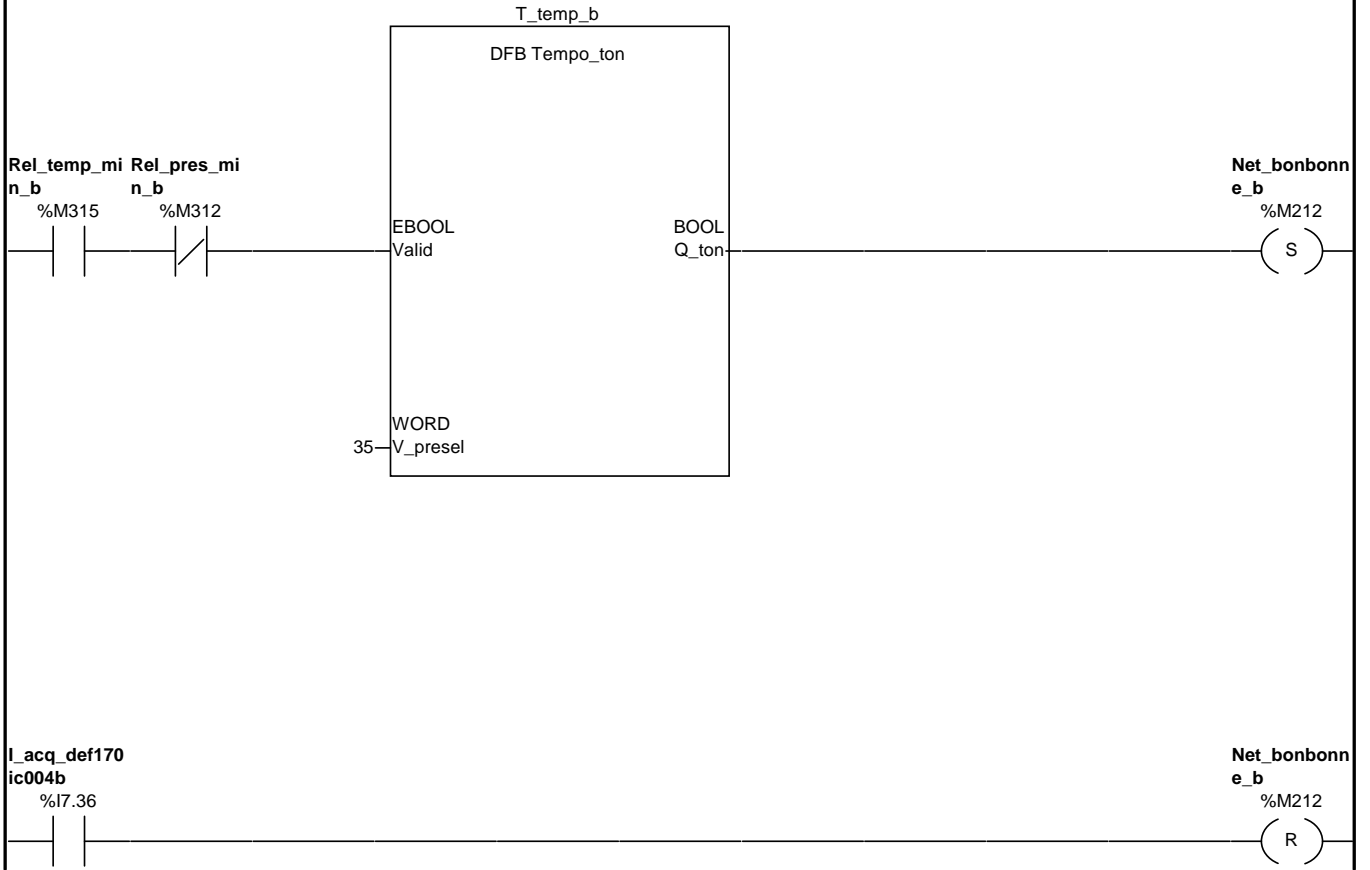 T_temp_b
DFB Tempo_ton
Rel_temp_mi Rel_pres_mi
n_b n_b
%M315 %M312
Net_bonbonn
e_b
%M212
EBOOL
Valid
BOOL
Q_ton
S
WORD
35 V_presel
I_acq_def170
ic004b
%I7.36
Net_bonbonn
e_b
%M212
R